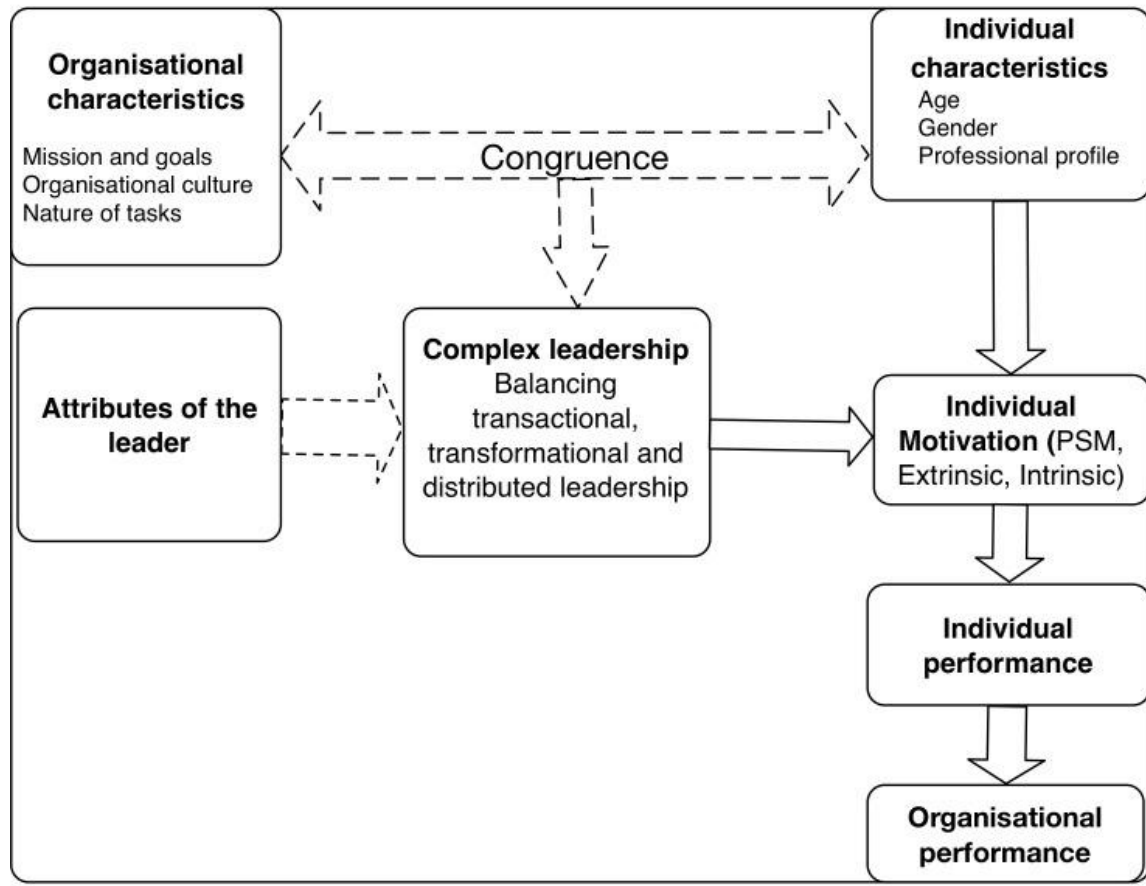 Organisational
characteristics
Mission and goals
Organisational culture
Nature of tasks
Congruence
Individual
characteristics
Age
Gender
Professional profile
Attributes of the
leader
Complex leadership
Balancing
transactional,
transformational and
distributed leadership
Individual
Motivation (PSM,
Extrinsic, Intrinsic)
Individual
performance
Organisational
performance